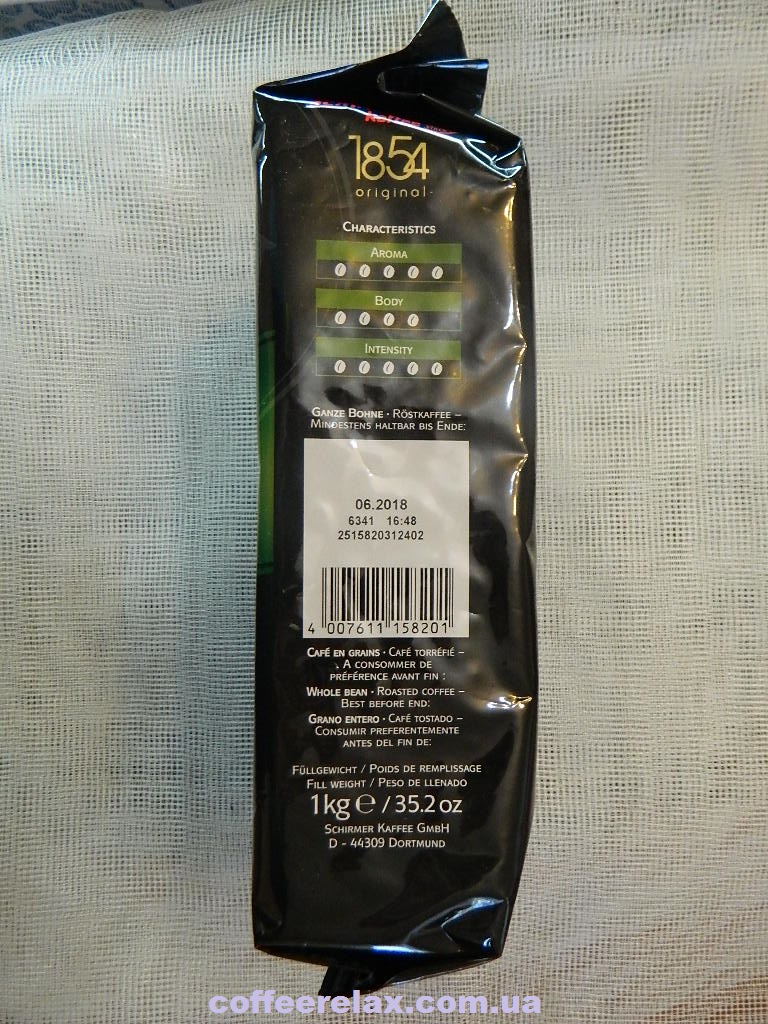 kaffee
1854
original
CHARACTERISTICS
AROMA
BODY
INTENSITY
GANZE BOHNE · RÖSTKAFFEE –
MINDESTENS HALTBAR BIS ENDE:
06.2018
6341 16:48
2515820312402
4 007611 158201
CAFÉ EN GRAINS · CAFÉ TORRÉFIÉ –
A CONSOMMER DE
PRÉFÉRENCE AVANT FIN :
WHOLE BEAN · ROASTED COFFEE –
BEST BEFORE END:
GRANO ENTERO · CAFÉ TOSTADO –
CONSUMIR PREFERENTEMENTE
ANTES DEL FIN DE:
FÜLLGEWICHT / POIDS DE REMPLISSAGE
FILL WEIGHT / PESO DE LLENADO
1kg ℮ / 35.2 oz
SCHIRMER KAFFEE GMBH
D - 44309 DORTMUND
coffeerelax.com.ua